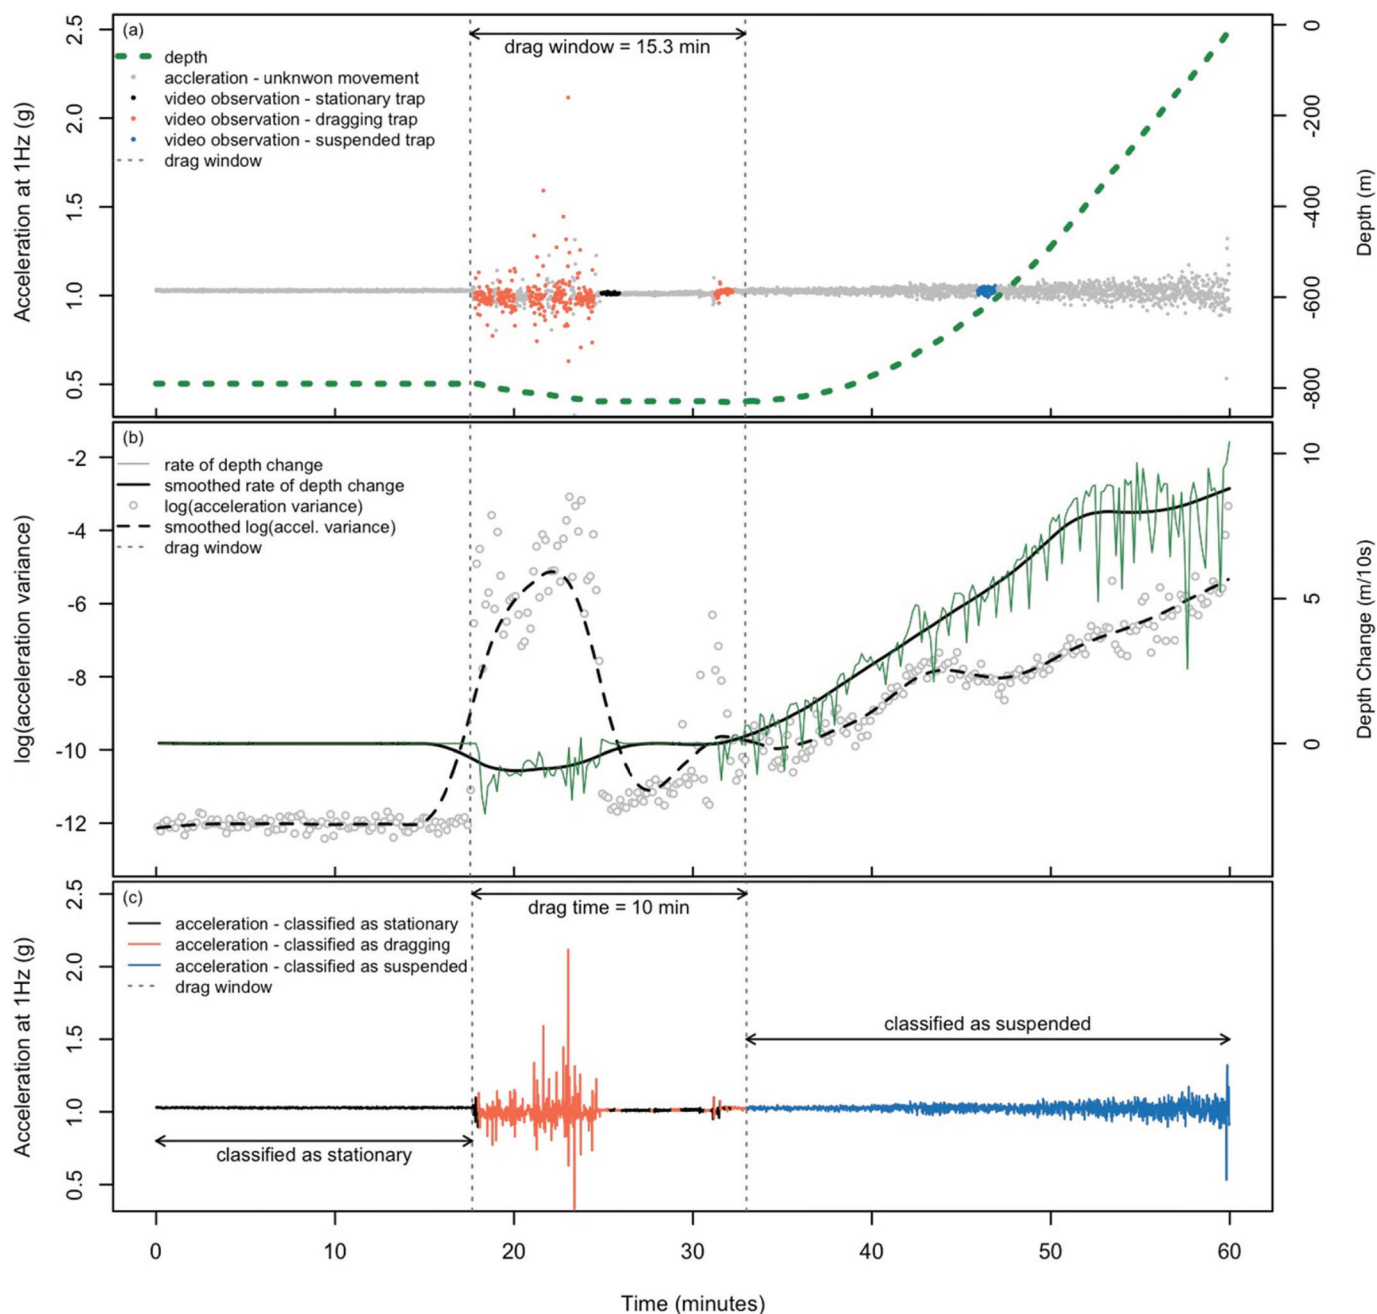 (a)
drag window = 15.3 min
depth
accleration - unknwon movement
video observation - stationary trap
video observation - dragging trap
video observation - suspended trap
drag window
Acceleration at 1Hz (g)
2.5
2.0
1.5
1.0
0.5
0
-200
-400
-600
-800
Depth (m)
(b)
rate of depth change
smoothed rate of depth change
log(acceleration variance)
smoothed log(accel. variance)
drag window
log(acceleration variance)
-2
-4
-6
-8
-10
-12
10
5
0
Depth Change (m/10s)
(c)
drag time = 10 min
acceleration - classified as stationary
acceleration - classified as dragging
acceleration - classified as suspended
drag window
classified as suspended
classified as stationary
Acceleration at 1Hz (g)
2.5
2.0
1.5
1.0
0.5
0 10 20 30 40 50 60
Time (minutes)